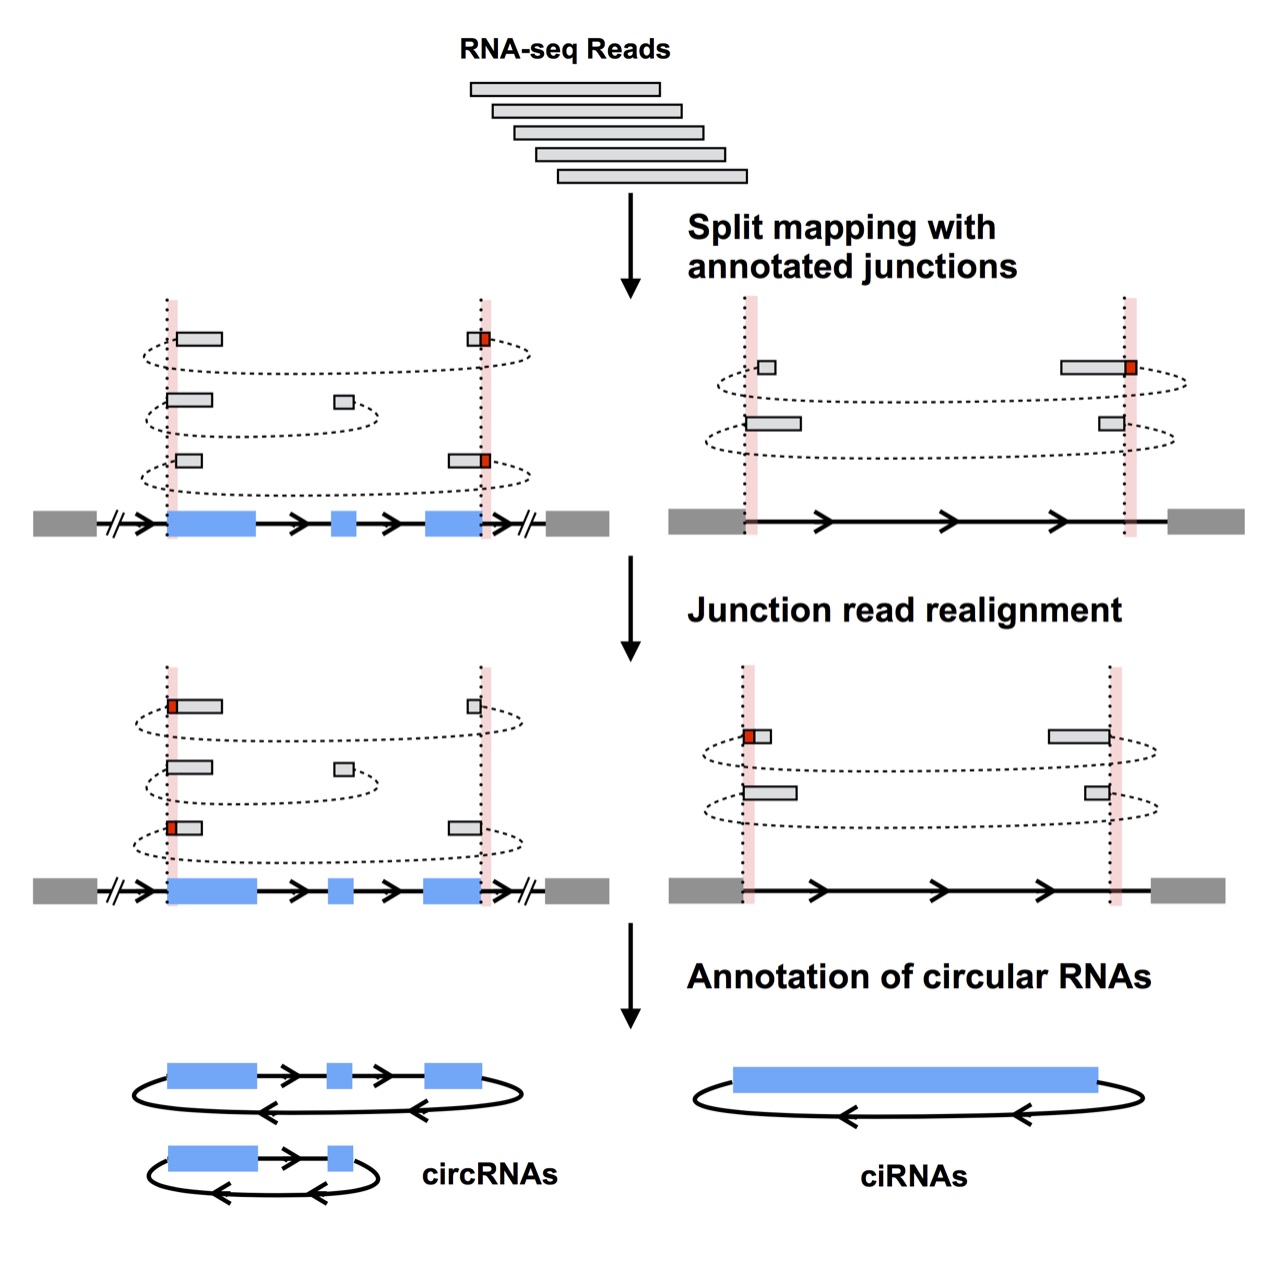 RNA-seq Reads
Split mapping with
annotated junctions
Junction read realignment
Annotation of circular RNAs
circRNAs
ciRNAs